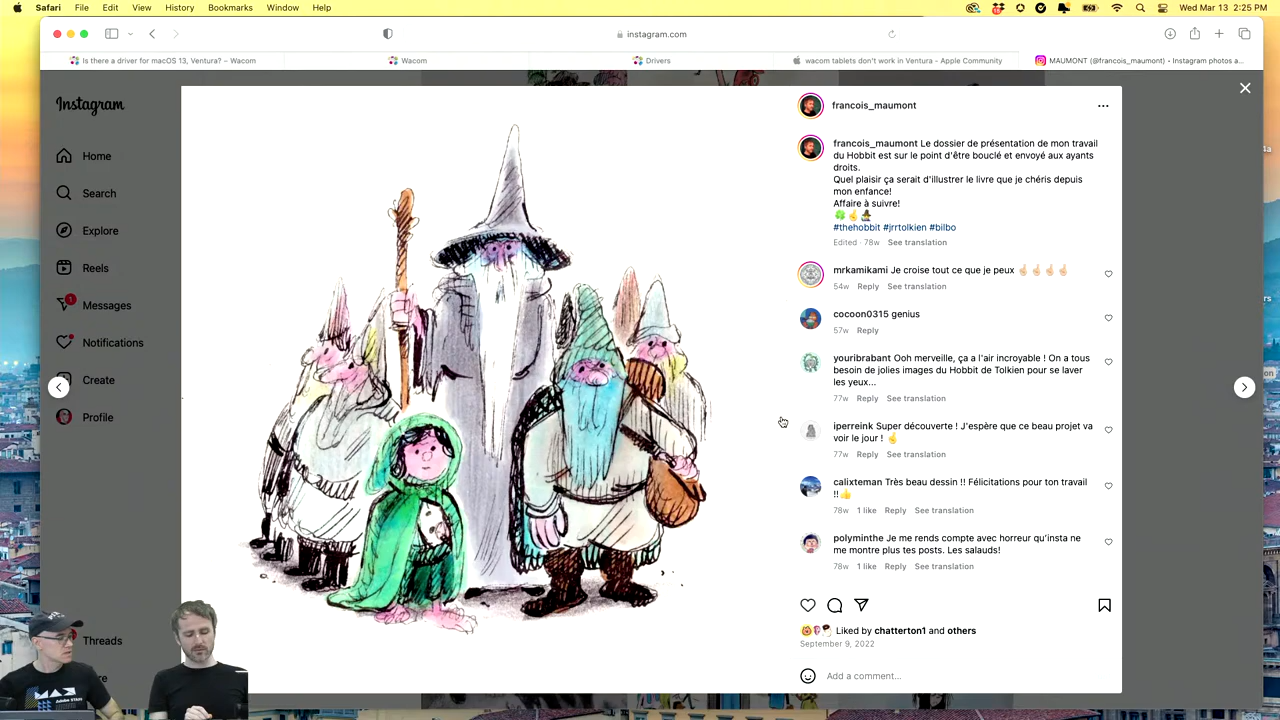 Safari File Edit View History Bookmarks Window Help
Wed Mar 13 2:25 PM
instagram.com
Is there a driver for macOS 13, Ventura? – Wacom
Wacom
Drivers
wacom tablets don't work in Ventura - Apple Community
MAUMONT (@francois_maumont) • Instagram photos a...
Instagram
Home
Search
Explore
Reels
1
Messages
Notifications
Create
Profile
Threads
francois_maumont
francois_maumont Le dossier de présentation de mon travail
du Hobbit est sur le point d'être bouclé et envoyé aux ayants
droits.
Quel plaisir ça serait d'illustrer le livre que je chéris depuis
mon enfance!
Affaire à suivre!
🍀🤞🧙
#thehobbit #jrrtolkien #bilbo
Edited · 78w See translation
mrkamikami Je croise tout ce que je peux 🤞🏻🤞🏻🤞🏻🤞🏻
54w Reply See translation
cocoon0315 genius
57w Reply
youribrabant Ooh merveille, ça a l'air incroyable ! On a tous
besoin de jolies images du Hobbit de Tolkien pour se laver
les yeux...
77w Reply See translation
iperreink Super découverte ! J'espère que ce beau projet va
voir le jour ! 🤞
77w Reply See translation
calixteman Très beau dessin !! Félicitations pour ton travail
!!👍
78w 1 like Reply See translation
polyminthe Je me rends compte avec horreur qu'insta ne
me montre plus tes posts. Les salauds!
78w 1 like Reply See translation
Liked by chatterton1 and others
September 9, 2022
Add a comment...